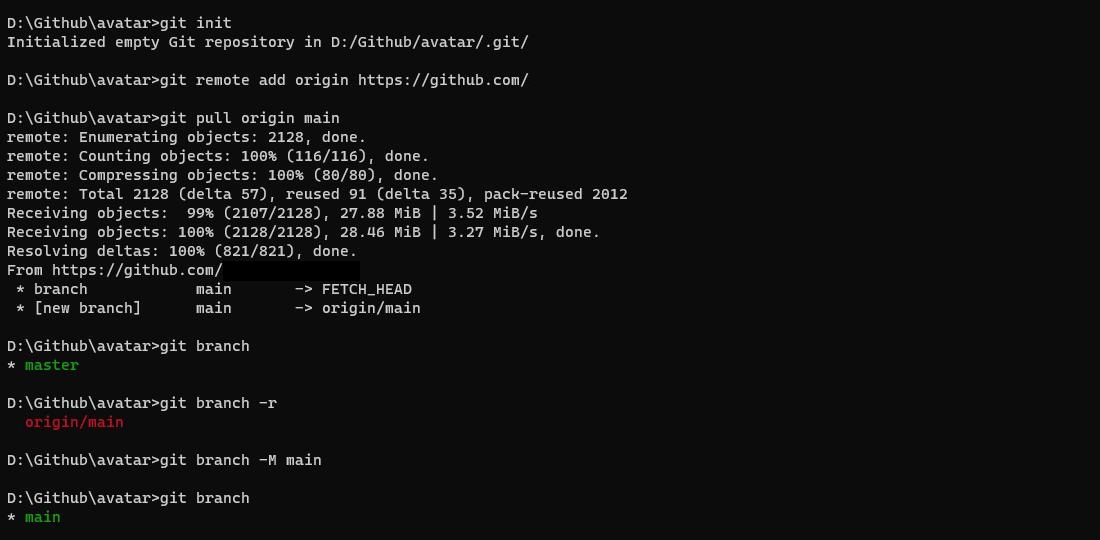 D:\Github\avatar>git init
Initialized empty Git repository in D:/Github/avatar/.git/
D:\Github\avatar>git remote add origin https://github.com/
D:\Github\avatar>git pull origin main
remote: Enumerating objects: 2128, done.
remote: Counting objects: 100% (116/116), done.
remote: Compressing objects: 100% (80/80), done.
remote: Total 2128 (delta 57), reused 91 (delta 35), pack-reused 2012
Receiving objects:  99% (2107/2128), 27.88 MiB | 3.52 MiB/s
Receiving objects: 100% (2128/2128), 28.46 MiB | 3.27 MiB/s, done.
Resolving deltas: 100% (821/821), done.
From https://github.com/
 * branch            main       -> FETCH_HEAD
 * [new branch]      main       -> origin/main
D:\Github\avatar>git branch
* master
D:\Github\avatar>git branch -r
  origin/main
D:\Github\avatar>git branch -M main
D:\Github\avatar>git branch
* main